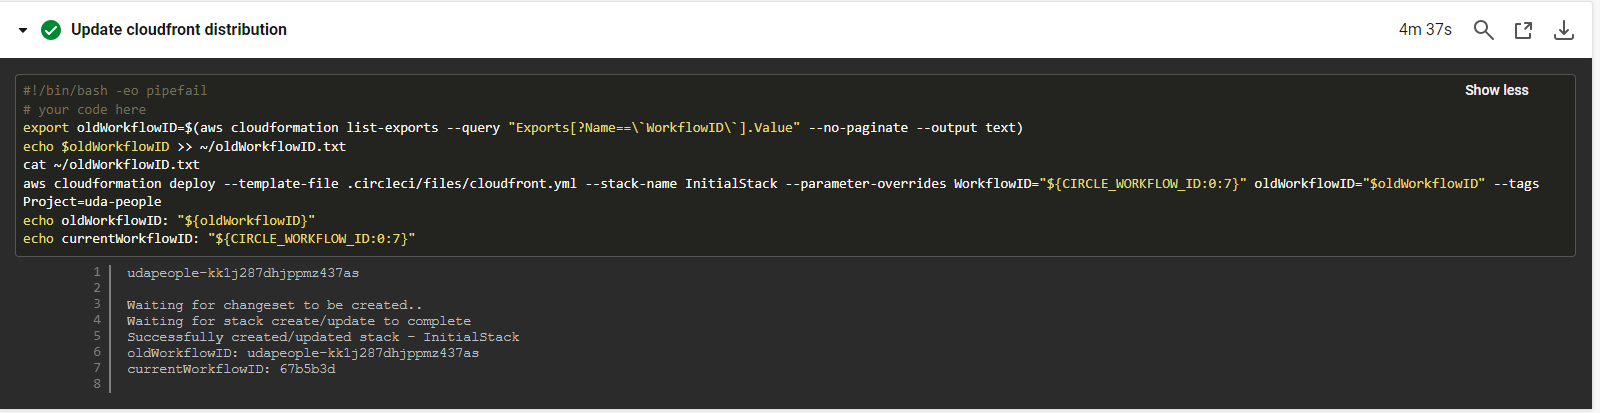 Update cloudfront distribution
4m 37s
#!/bin/bash -eo pipefail
Show less
# your code here
export oldWorkflowID=$(aws cloudformation list-exports --query "Exports[?Name==\`WorkflowID\`].Value" --no-paginate --output text)
echo $oldWorkflowID >> ~/oldWorkflowID.txt
cat ~/oldWorkflowID.txt
aws cloudformation deploy --template-file .circleci/files/cloudfront.yml --stack-name InitialStack --parameter-overrides WorkflowID="${CIRCLE_WORKFLOW_ID:0:7}" oldWorkflowID="$oldWorkflowID" --tags
Project=uda-people
echo oldWorkflowID: "${oldWorkflowID}"
echo currentWorkflowID: "${CIRCLE_WORKFLOW_ID:0:7}"
1 udapeople-kk1j287dhjppmz437as
2
3 Waiting for changeset to be created..
4 Waiting for stack create/update to complete
5 Successfully created/updated stack - InitialStack
6 oldWorkflowID: udapeople-kk1j287dhjppmz437as
7 currentWorkflowID: 67b5b3d
8